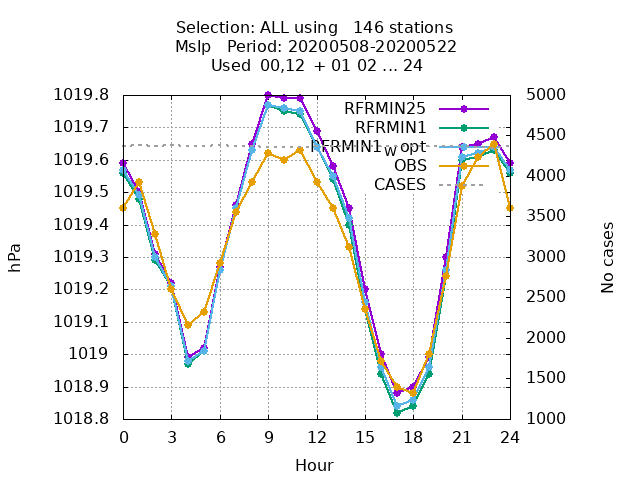 Selection: ALL using   146 stations
Mslp   Period: 20200508-20200522
Used  00,12  + 01 02 ... 24
RFRMIN25
RFRMIN1
RFRMIN1_w opt
OBS
CASES
1019.8
1019.7
1019.6
1019.5
1019.4
1019.3
1019.2
1019.1
1019
1018.9
1018.8
hPa
5000
4500
4000
3500
3000
2500
2000
1500
1000
No cases
0 3 6 9 12 15 18 21 24
Hour